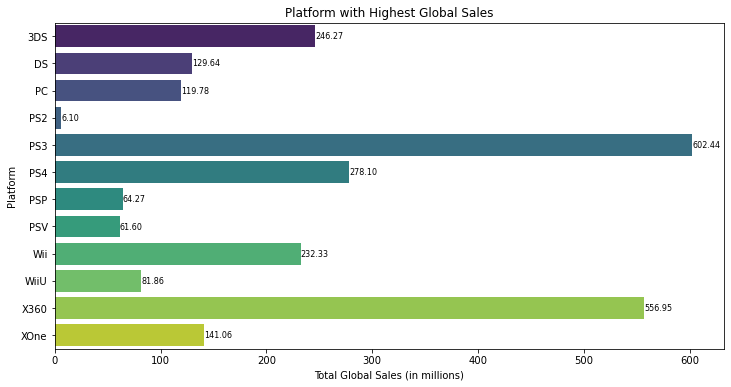 Platform with Highest Global Sales
Platform
3DS 246.27
DS 129.64
PC 119.78
PS2 6.10
PS3 602.44
PS4 278.10
PSP 64.27
PSV 61.60
Wii 232.33
WiiU 81.86
X360 556.95
XOne 141.06
0 100 200 300 400 500 600
Total Global Sales (in millions)